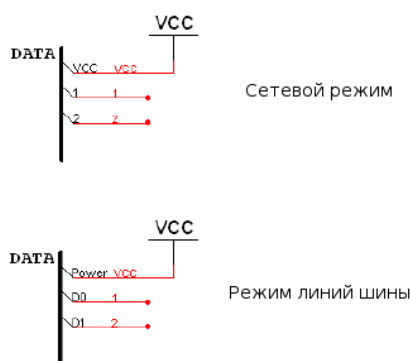 VCC
DATA
VCC VCC
1 1
2 2
Сетевой режим
VCC
DATA
Power VCC
D0 1
D1 2
Режим линий шины